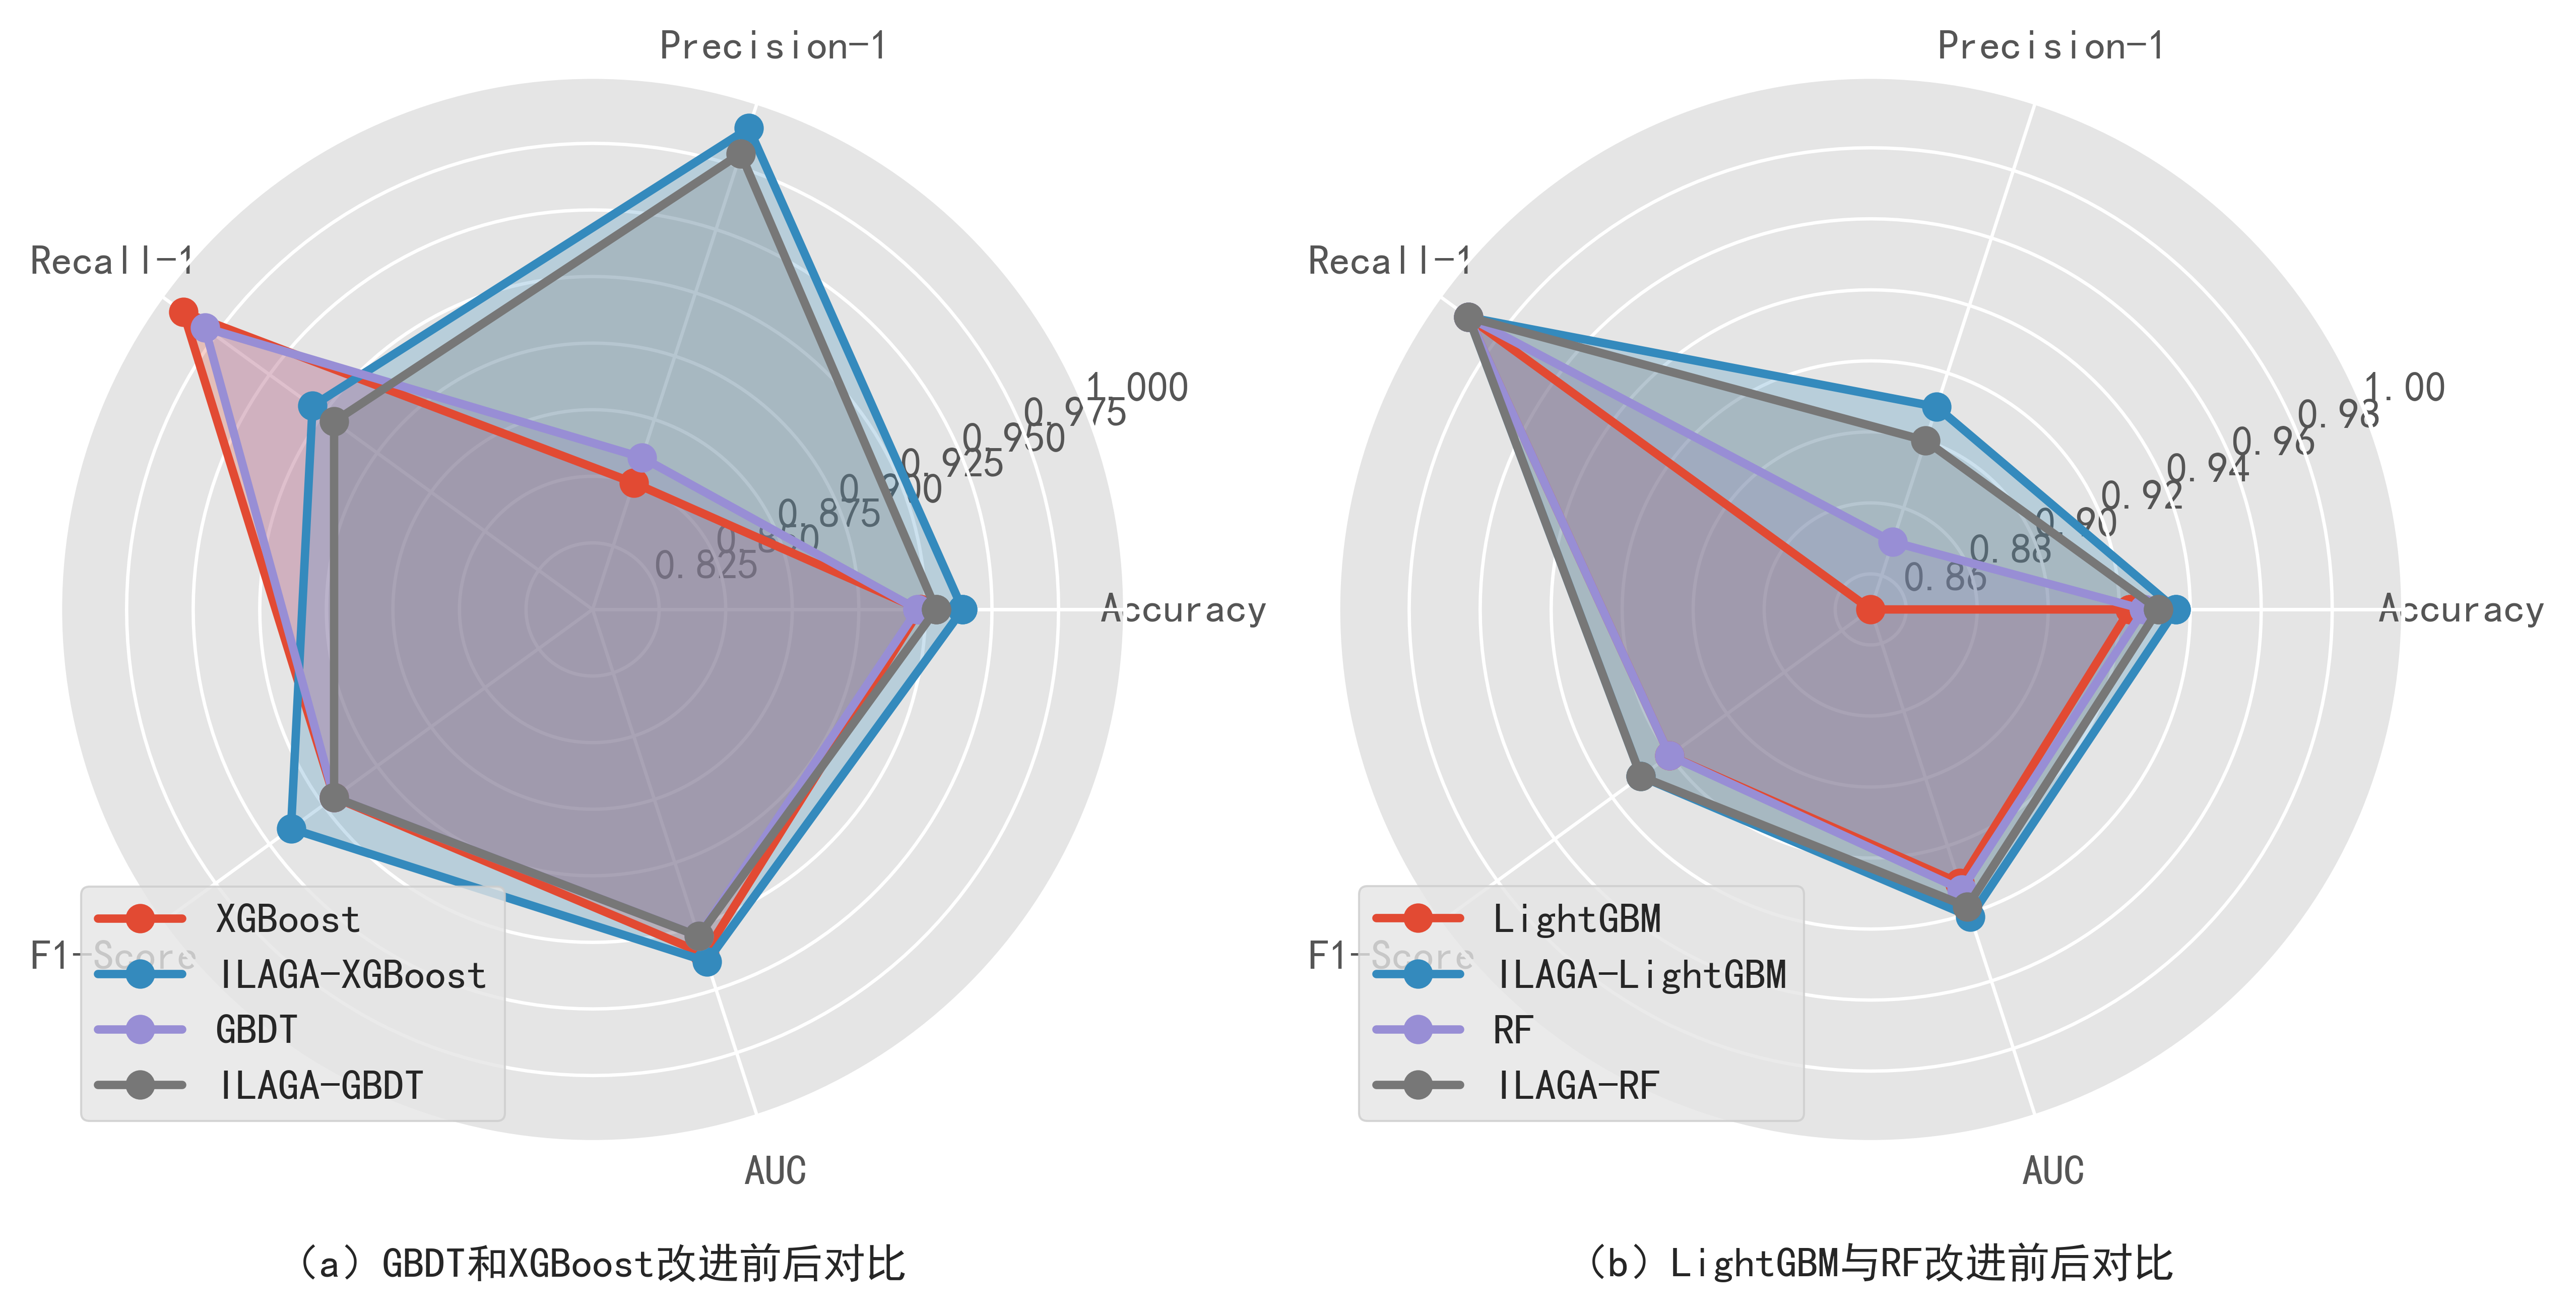 Precision-1
Recall-1
Accuracy
F1-Score
AUC
0.825
0.850
0.875
0.900
0.925
0.950
0.975
1.000
XGBoost
ILAGA-XGBoost
GBDT
ILAGA-GBDT
（a）GBDT和XGBoost改进前后对比
Precision-1
Recall-1
Accuracy
F1-Score
AUC
0.86
0.88
0.90
0.92
0.94
0.96
0.98
1.00
LightGBM
ILAGA-LightGBM
RF
ILAGA-RF
（b）LightGBM与RF改进前后对比